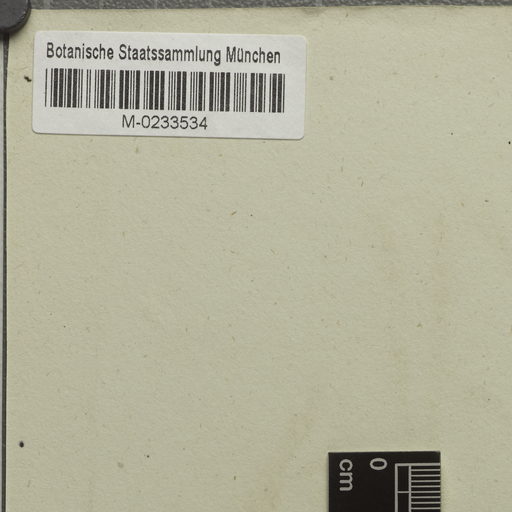 Botanische Staatssammlung München
M-0233534
0
cm